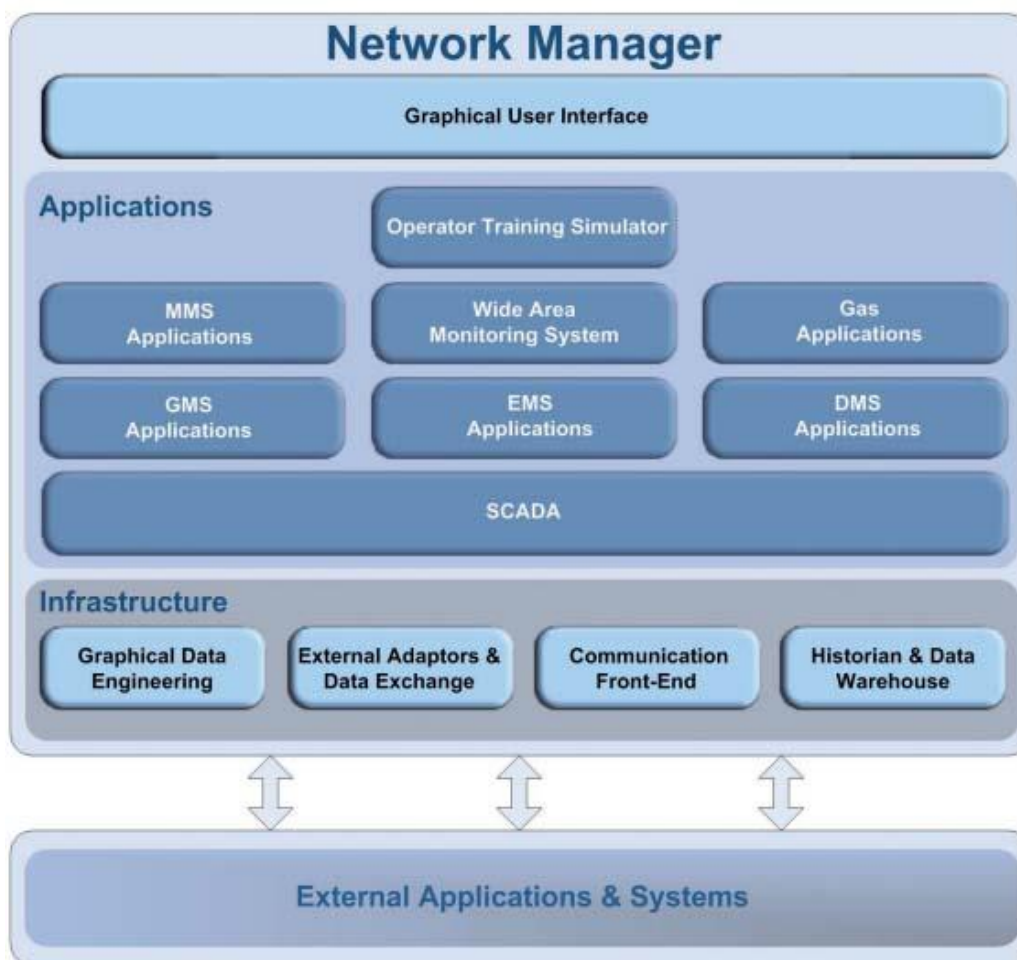 Network Manager
Graphical User Interface
Applications
Operator Training Simulator
MMS
Applications
Wide Area
Monitoring System
Gas
Applications
GMS
Applications
EMS
Applications
DMS
Applications
SCADA
Infrastructure
Graphical Data
Engineering
External Adaptors &
Data Exchange
Communication
Front-End
Historian & Data
Warehouse
External Applications & Systems